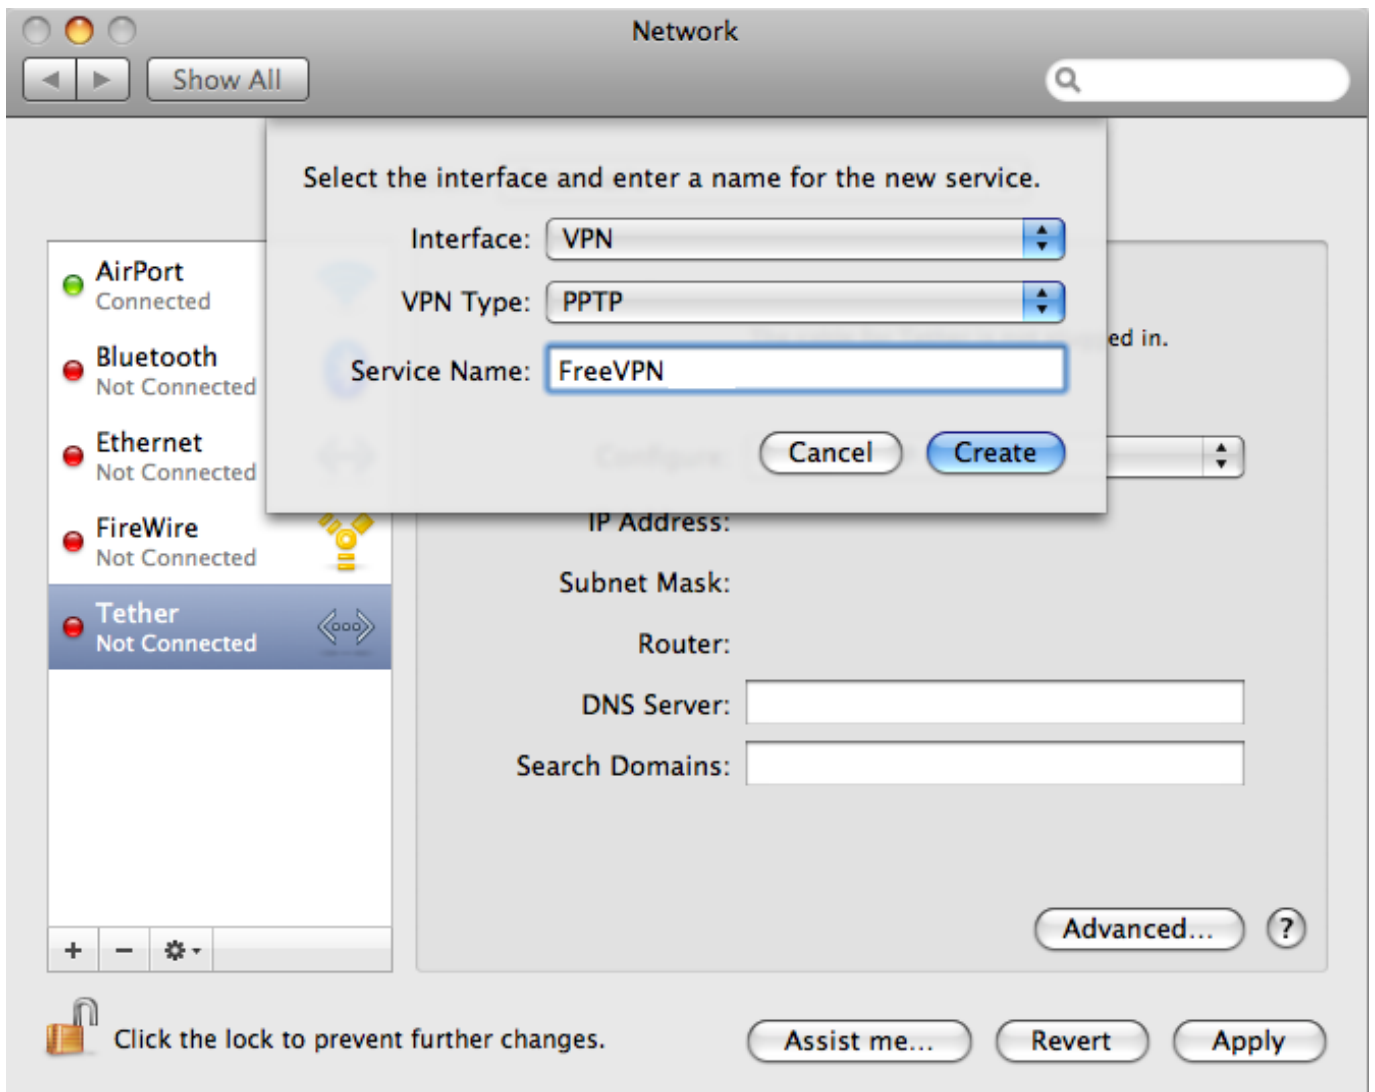 Network
Show All
Select the interface and enter a name for the new service.
Interface: VPN
VPN Type: PPTP
Service Name: FreeVPN
Cancel Create
AirPort
Connected
Bluetooth
Not Connected
Ethernet
Not Connected
FireWire
Not Connected
Tether
Not Connected
ed in.
Configure:
IP Address:
Subnet Mask:
Router:
DNS Server:
Search Domains:
Advanced... ?
Click the lock to prevent further changes.
Assist me... Revert Apply